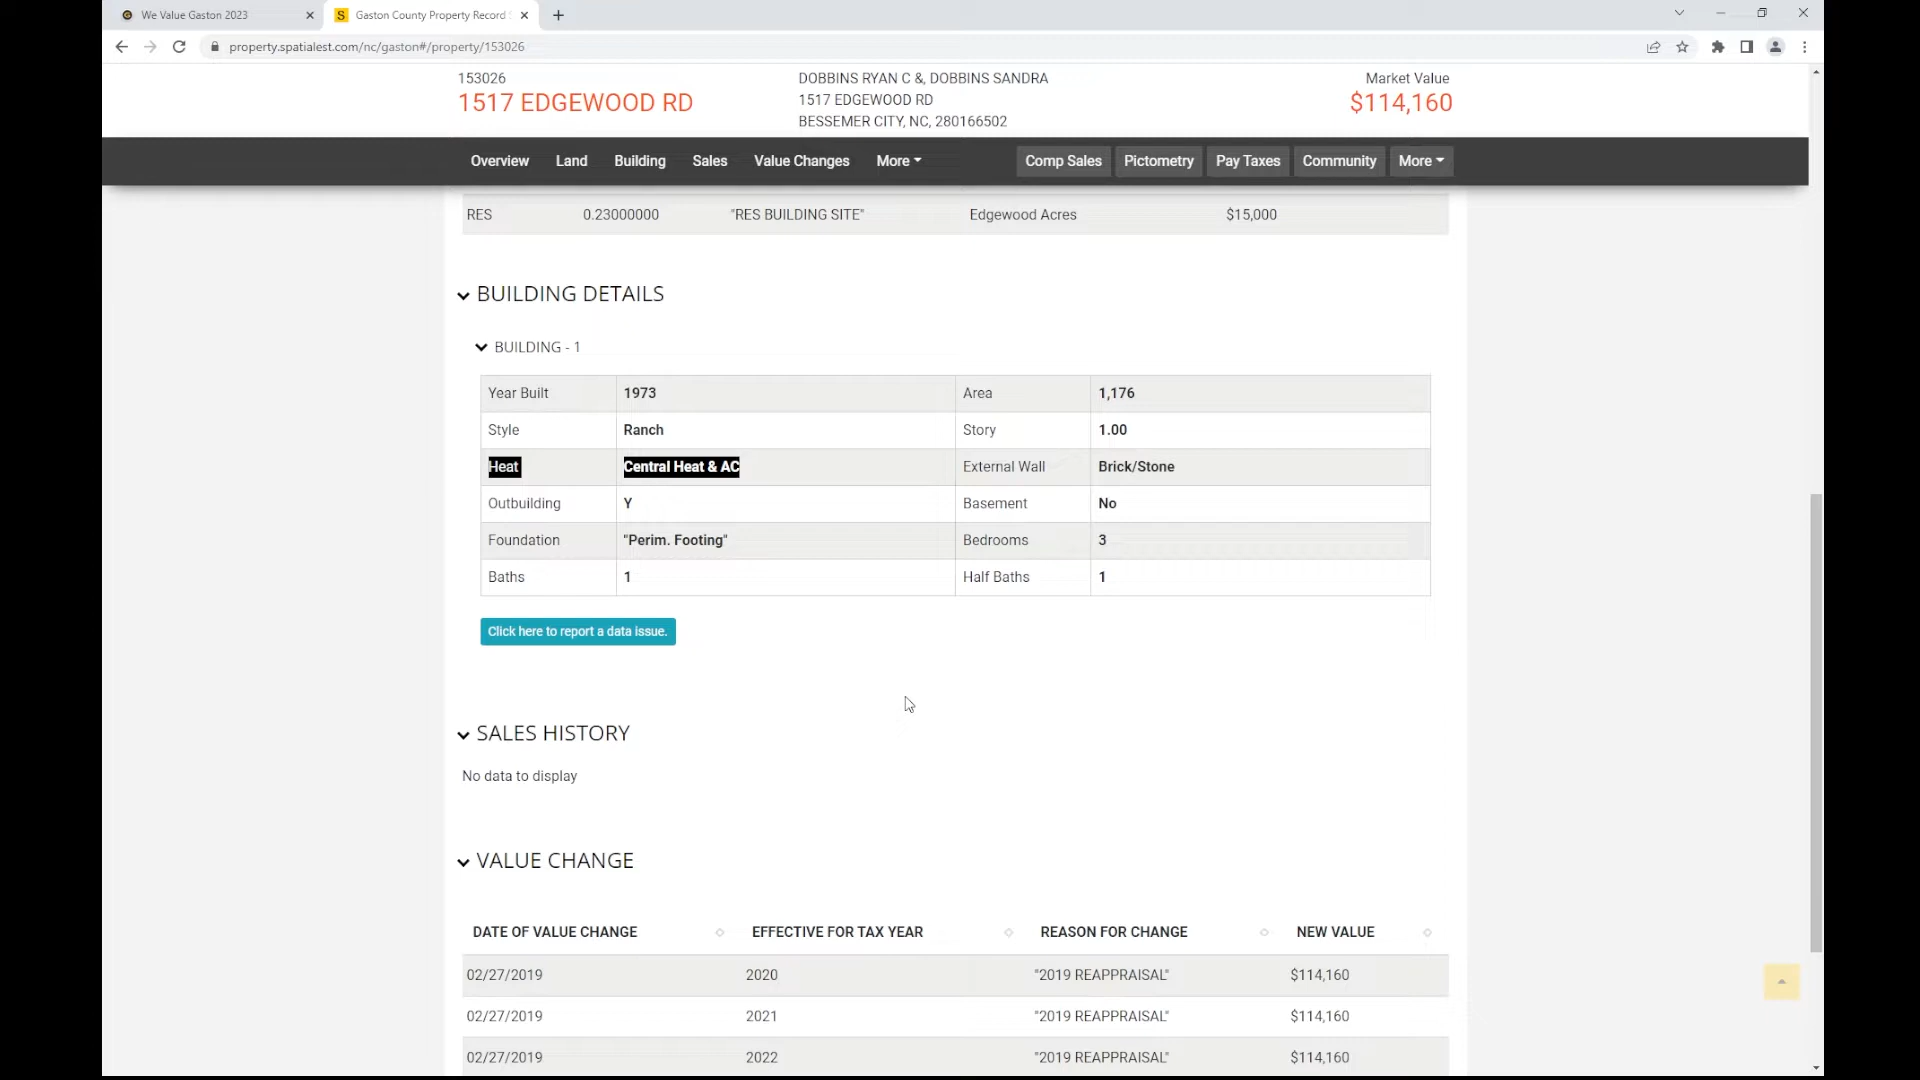 We Value Gaston 2023
S Gaston County Property Record S
property.spatialest.com/nc/gaston#/property/153026
153026
1517 EDGEWOOD RD
DOBBINS RYAN C &, DOBBINS SANDRA
1517 EDGEWOOD RD
BESSEMER CITY, NC, 280166502
Market Value
$114,160
Overview Land Building Sales Value Changes More Comp Sales Pictometry Pay Taxes Community More
RES 0.23000000 "RES BUILDING SITE" Edgewood Acres $15,000
BUILDING DETAILS
BUILDING - 1
Year Built 1973 Area 1,176
Style Ranch Story 1.00
Heat Central Heat & AC External Wall Brick/Stone
Outbuilding Y Basement No
Foundation "Perim. Footing" Bedrooms 3
Baths 1 Half Baths 1
Click here to report a data issue.
SALES HISTORY
No data to display
VALUE CHANGE
DATE OF VALUE CHANGE EFFECTIVE FOR TAX YEAR REASON FOR CHANGE NEW VALUE
02/27/2019 2020 "2019 REAPPRAISAL" $114,160
02/27/2019 2021 "2019 REAPPRAISAL" $114,160
02/27/2019 2022 "2019 REAPPRAISAL" $114,160